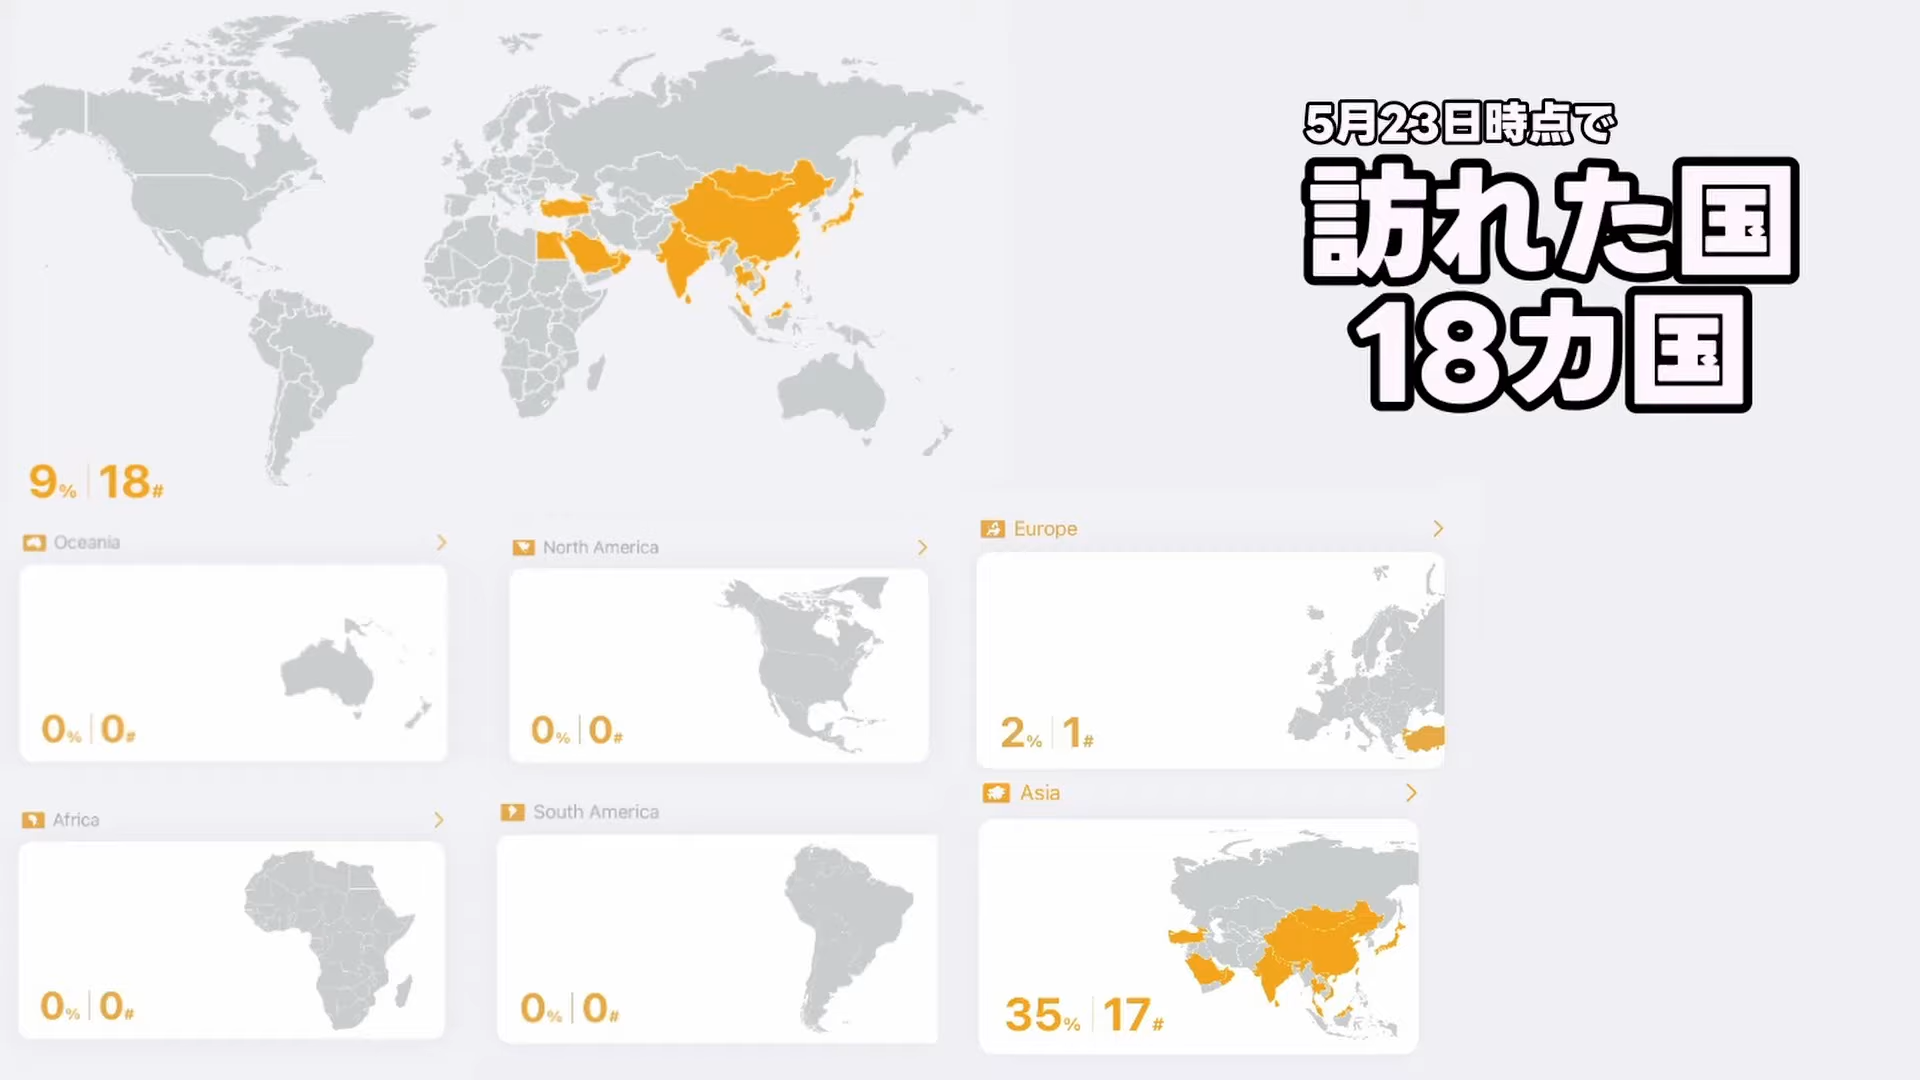 5月23日時点で
訪れた国
18カ国
9% 18#
Oceania
0% 0#
North America
0% 0#
Europe
2% 1#
Africa
0% 0#
South America
0% 0#
Asia
35% 17#